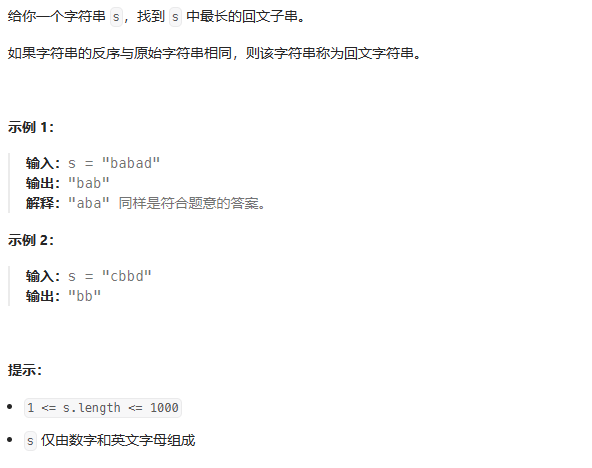 给你一个字符串 s，找到 s 中最长的回文子串。
如果字符串的反序与原始字符串相同，则该字符串称为回文字符串。
示例 1：
输入：s = "babad"
输出："bab"
解释："aba" 同样是符合题意的答案。
示例 2：
输入：s = "cbbd"
输出："bb"
提示：
• 1 <= s.length <= 1000
• s 仅由数字和英文字母组成